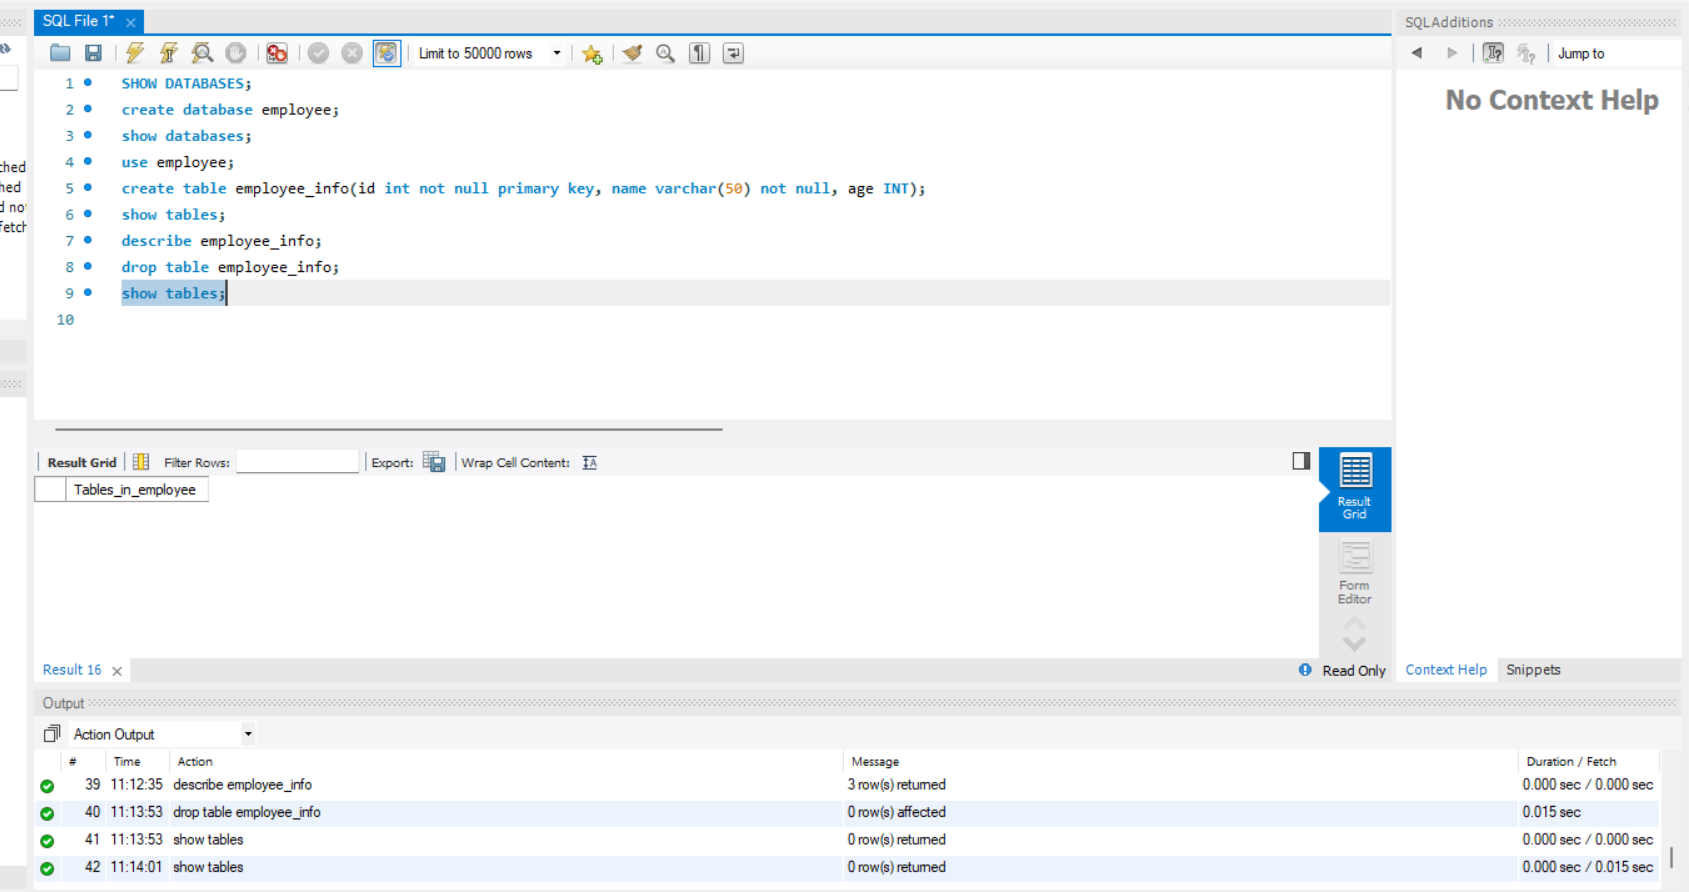 SQL File 1*
SQLAdditions
Limit to 50000 rows
Jump to
1 SHOW DATABASES;
2 create database employee;
3 show databases;
4 use employee;
5 create table employee_info(id int not null primary key, name varchar(50) not null, age INT);
6 show tables;
7 describe employee_info;
8 drop table employee_info;
9 show tables;
10
No Context Help
Result Grid Filter Rows: Export: Wrap Cell Content:
Tables_in_employee
Result
Grid
Form
Editor
Result 16
Read Only
Context Help Snippets
Output
Action Output
# Time Action Message Duration / Fetch
39 11:12:35 describe employee_info 3 row(s) returned 0.000 sec / 0.000 sec
40 11:13:53 drop table employee_info 0 row(s) affected 0.015 sec
41 11:13:53 show tables 0 row(s) returned 0.000 sec / 0.000 sec
42 11:14:01 show tables 0 row(s) returned 0.000 sec / 0.015 sec